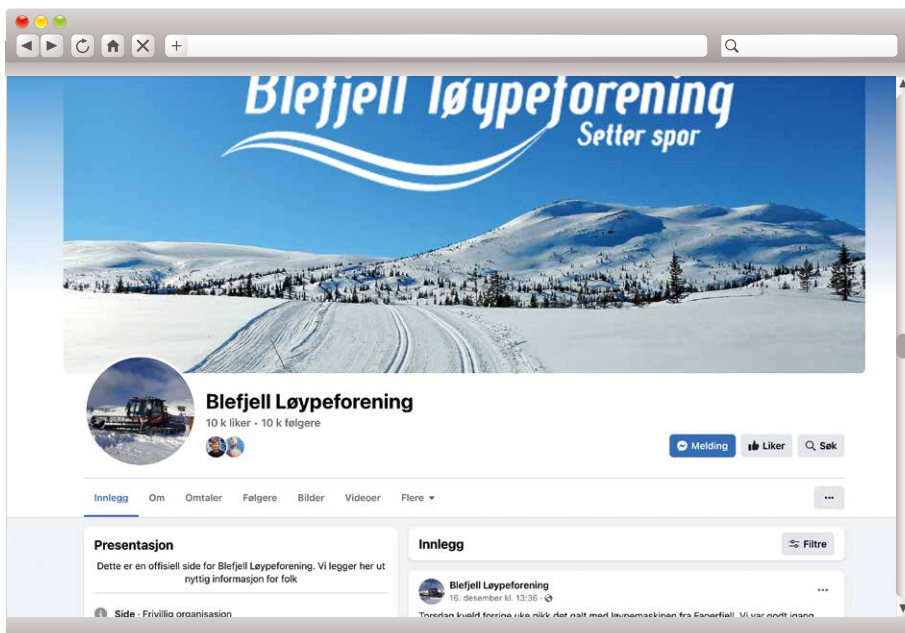 Blefjell løypeforening
Setter spor
Blefjell Løypeforening
10 k liker · 10 k følgere
Melding
Liker
Søk
Innlegg
Om
Omtaler
Følgere
Bilder
Videoer
Flere
Presentasjon
Dette er en offisiell side for Blefjell Løypeforening. Vi legger her ut
nyttig informasjon for folk
Side · Frivillig organisasjon
Innlegg
Filtre
Blefjell Løypeforening
16. desember kl. 13:36 ·
Torsdag kveld forrige uke gikk det galt med løypemaskinen fra Fagerfjell. Vi var godt igang